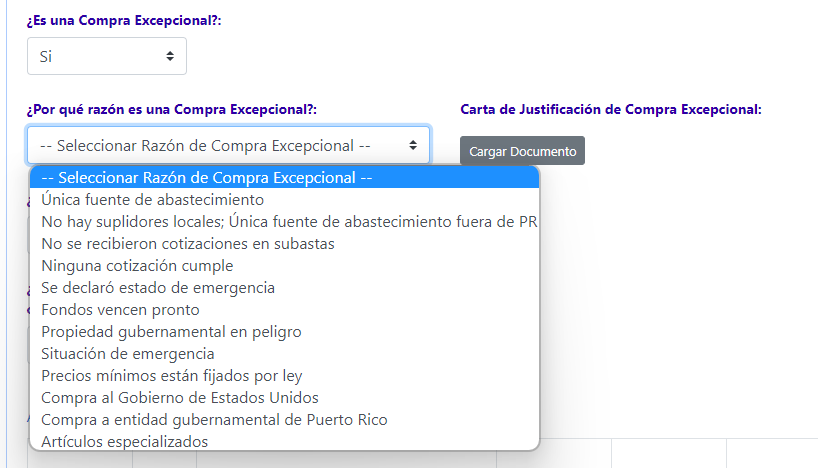 ¿Es una Compra Excepcional?:
Si
¿Por qué razón es una Compra Excepcional?:
Carta de Justificación de Compra Excepcional:
-- Seleccionar Razón de Compra Excepcional --
Cargar Documento
-- Seleccionar Razón de Compra Excepcional --
Única fuente de abastecimiento
No hay suplidores locales; Única fuente de abastecimiento fuera de PR
No se recibieron cotizaciones en subastas
Ninguna cotización cumple
Se declaró estado de emergencia
Fondos vencen pronto
Propiedad gubernamental en peligro
Situación de emergencia
Precios mínimos están fijados por ley
Compra al Gobierno de Estados Unidos
Compra a entidad gubernamental de Puerto Rico
Artículos especializados